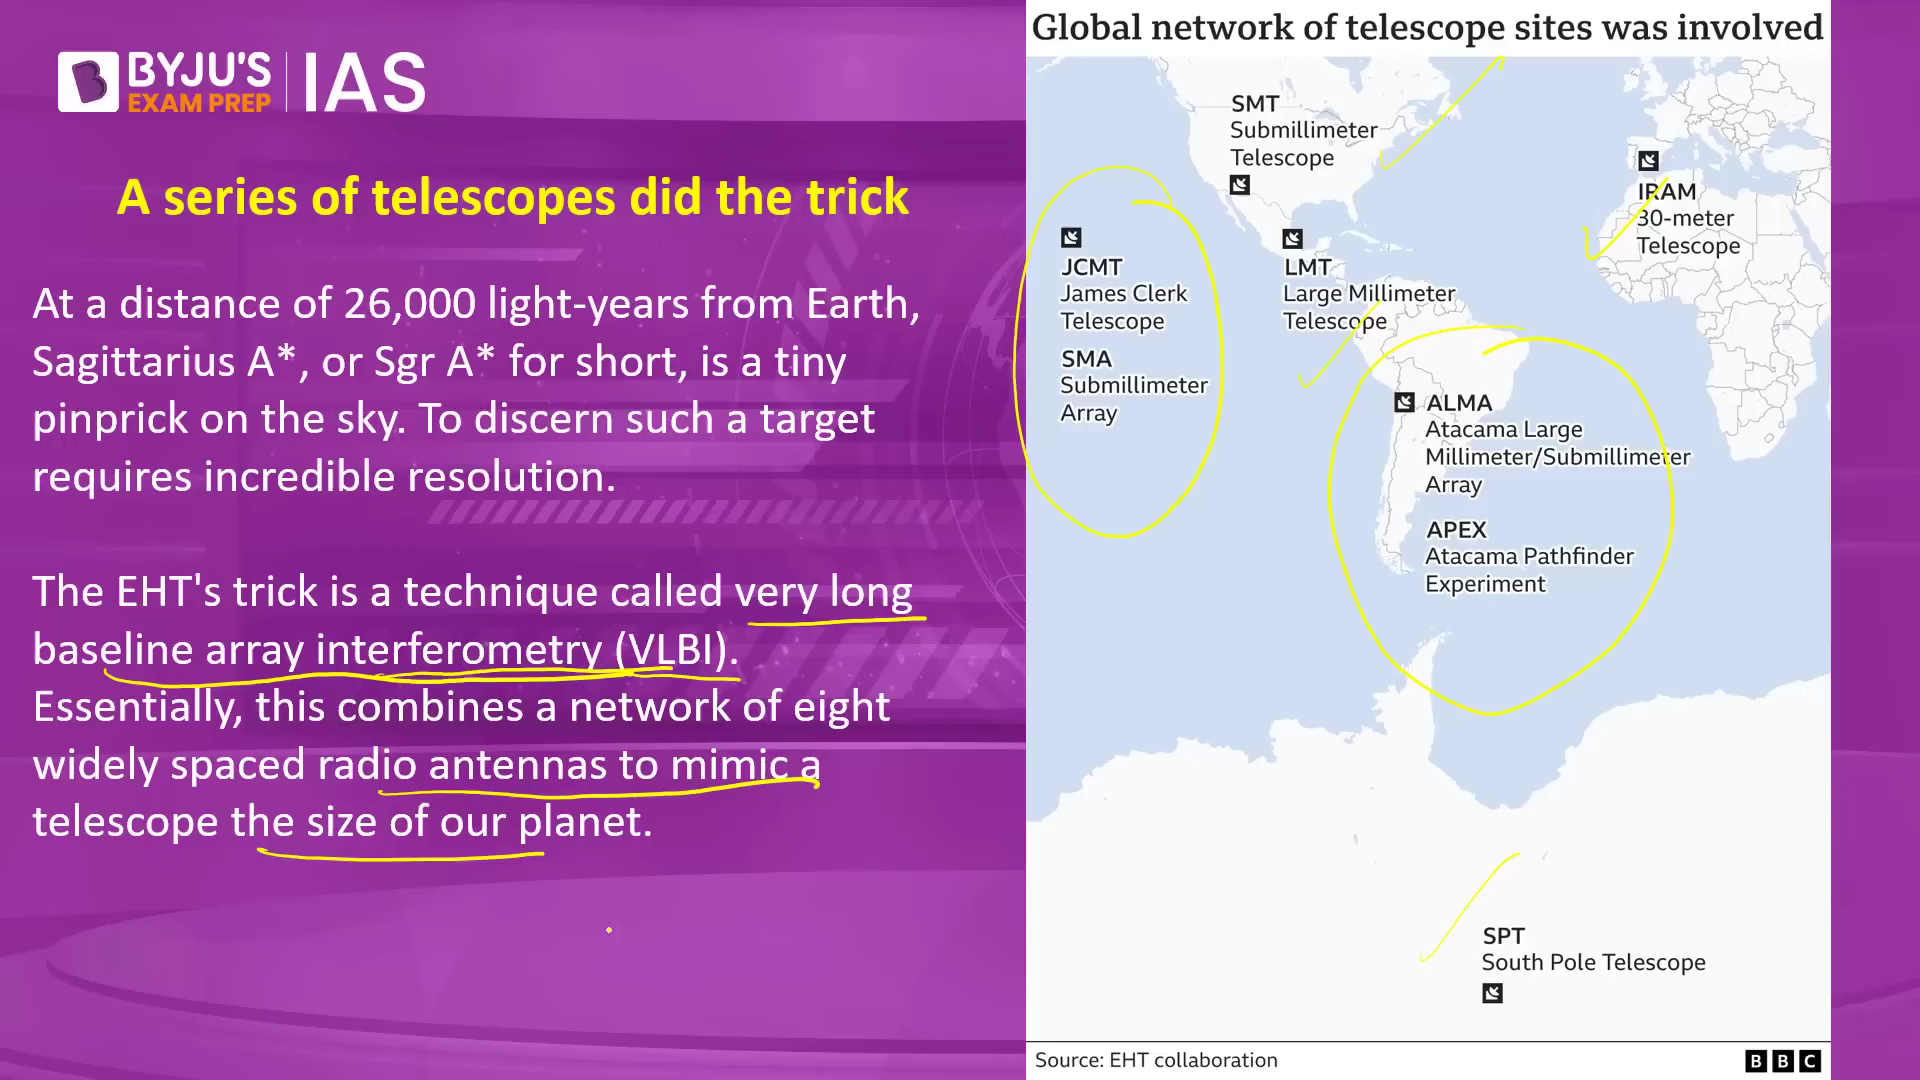 BYJU'S
EXAM PREP
IAS
A series of telescopes did the trick
At a distance of 26,000 light-years from Earth,
Sagittarius A*, or Sgr A* for short, is a tiny
pinprick on the sky. To discern such a target
requires incredible resolution.
The EHT's trick is a technique called very long
baseline array interferometry (VLBI).
Essentially, this combines a network of eight
widely spaced radio antennas to mimic a
telescope the size of our planet.
Global network of telescope sites was involved
SMT
Submillimeter
Telescope
IRAM
30-meter
Telescope
JCMT
James Clerk
Telescope
SMA
Submillimeter
Array
LMT
Large Millimeter
Telescope
ALMA
Atacama Large
Millimeter/Submillimeter
Array
APEX
Atacama Pathfinder
Experiment
SPT
South Pole Telescope
Source: EHT collaboration
BBC